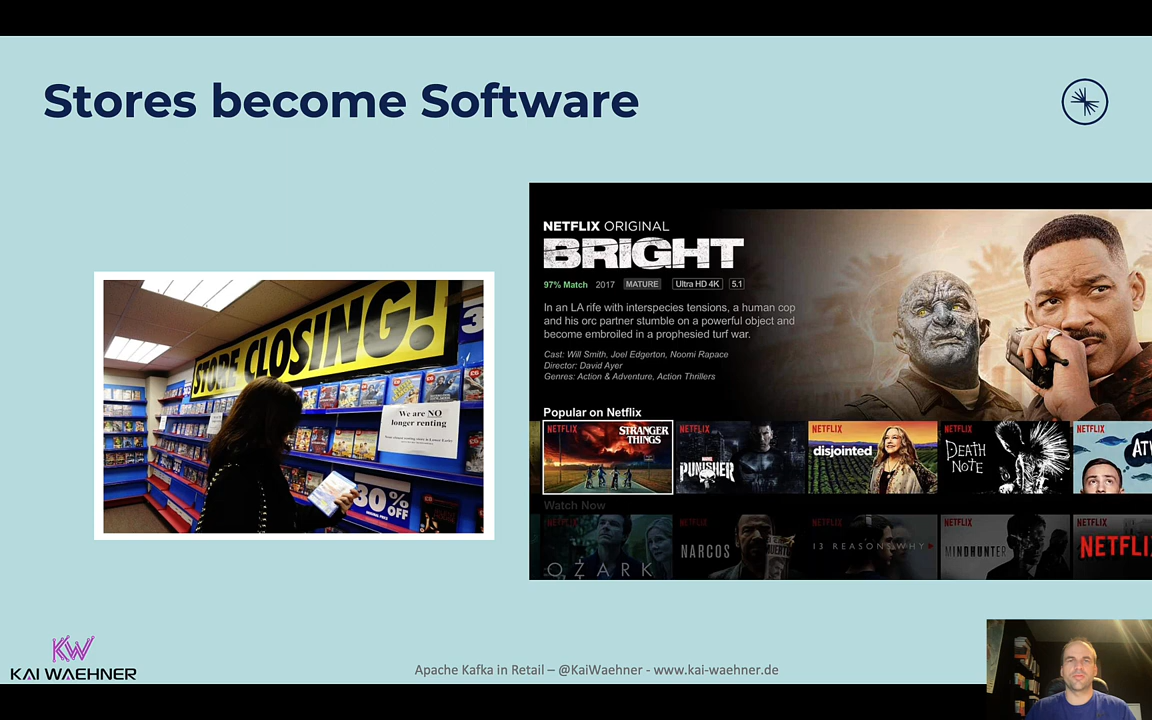 Stores become Software
STORE CLOSING!
We are NO
longer renting
30%
OFF
NETFLIX ORIGINAL
BRIGHT
97% Match 2017 MATURE Ultra HD 4K 5.1
In an LA rife with interspecies tensions, a human cop
and his orc partner stumble on a powerful object and
become embroiled in a prophesied turf war.
Cast: Will Smith, Joel Edgerton, Noomi Rapace
Director: David Ayer
Genres: Action & Adventure, Action Thrillers
Popular on Netflix
NETFLIX
STRANGER
THINGS
NETFLIX
MARVEL
PUNISHER
NETFLIX
disjointed
NETFLIX
DEATH
NOTE
NETFLIX
Watch Now
NETFLIX
OZARK
NETFLIX
NARCOS
NETFLIX
13 REASONS WHY
NETFLIX
MINDHUNTER
NETFLIX
NETFLI
KW
KAI WAEHNER
Apache Kafka in Retail – @KaiWaehner - www.kai-waehner.de